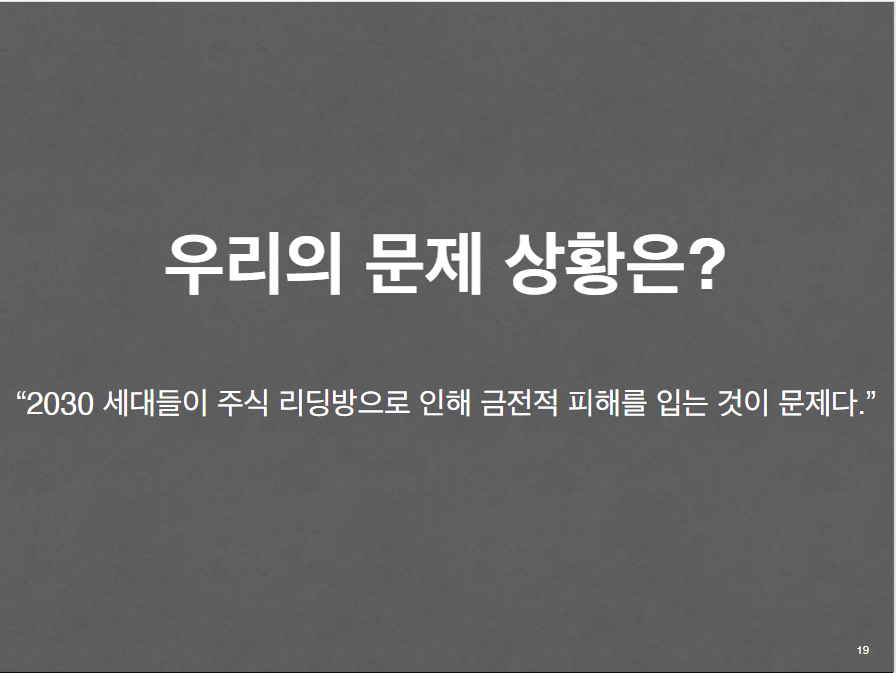 우리의 문제 상황은?
“2030 세대들이 주식 리딩방으로 인해 금전적 피해를 입는 것이 문제다.”
19